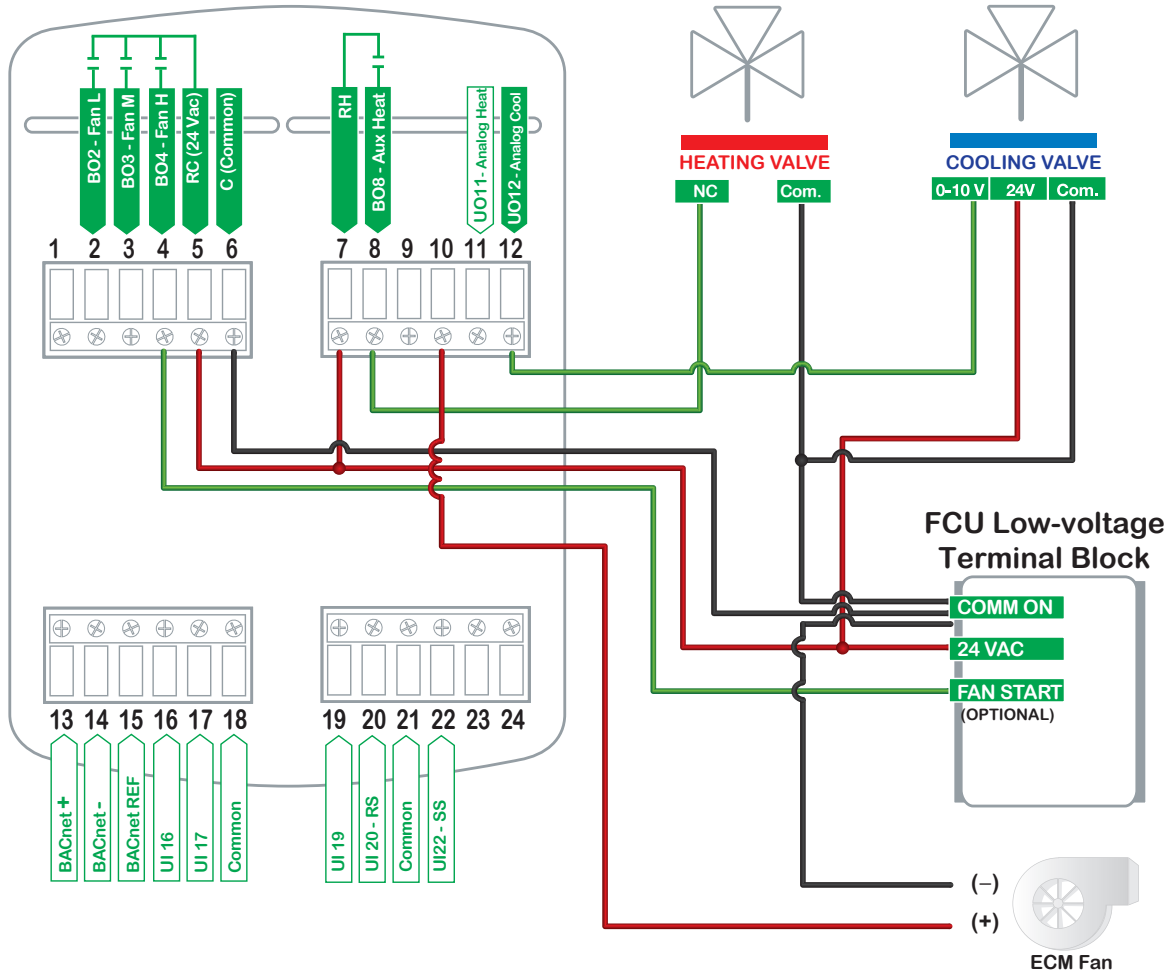 BO2 - Fan L
BO3 - Fan M
BO4 - Fan H
RC (24 Vac)
C (Common)
RH
BO8 - Aux Heat
UO11- Analog Heat
UO12 - Analog Cool
1 2 3 4 5 6
7 8 9 10 11 12
HEATING VALVE
NC
Com.
COOLING VALVE
0-10 V
24V
Com.
FCU Low-voltage
Terminal Block
COMM ON
24 VAC
FAN START
(OPTIONAL)
13 14 15 16 17 18
19 20 21 22 23 24
BACnet +
BACnet -
BACnet REF
UI 16
UI 17
Common
UI 19
UI 20 - RS
Common
UI22 - SS
(–)
(+)
ECM Fan